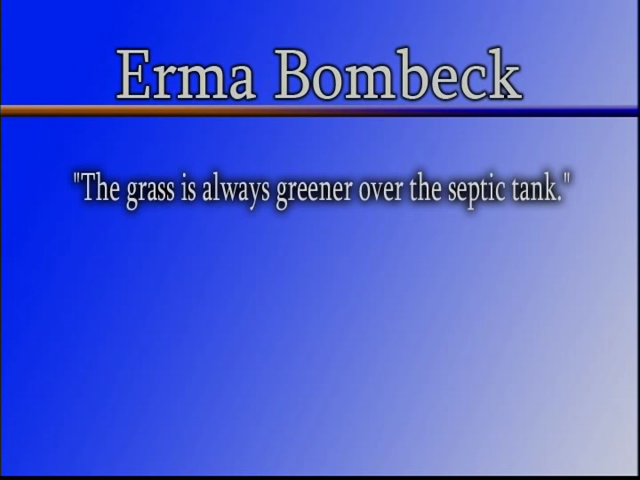 Erma Bombeck
"The grass is always greener over the septic tank."